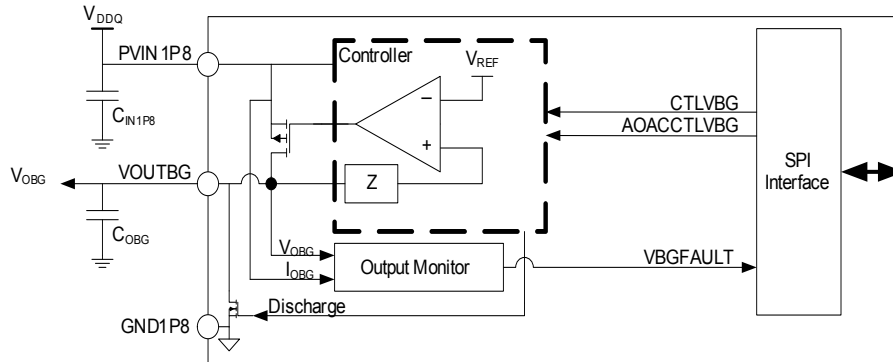 VDDQ
PVIN1P8
Controller
VREF
CIN1P8
CTLVBG
AOACCTLVBG
SPI
Interface
VOBG
VOUTBG
Z
COBG
VOBG
IOBG
Output Monitor
VBGFAULT
Discharge
GND1P8